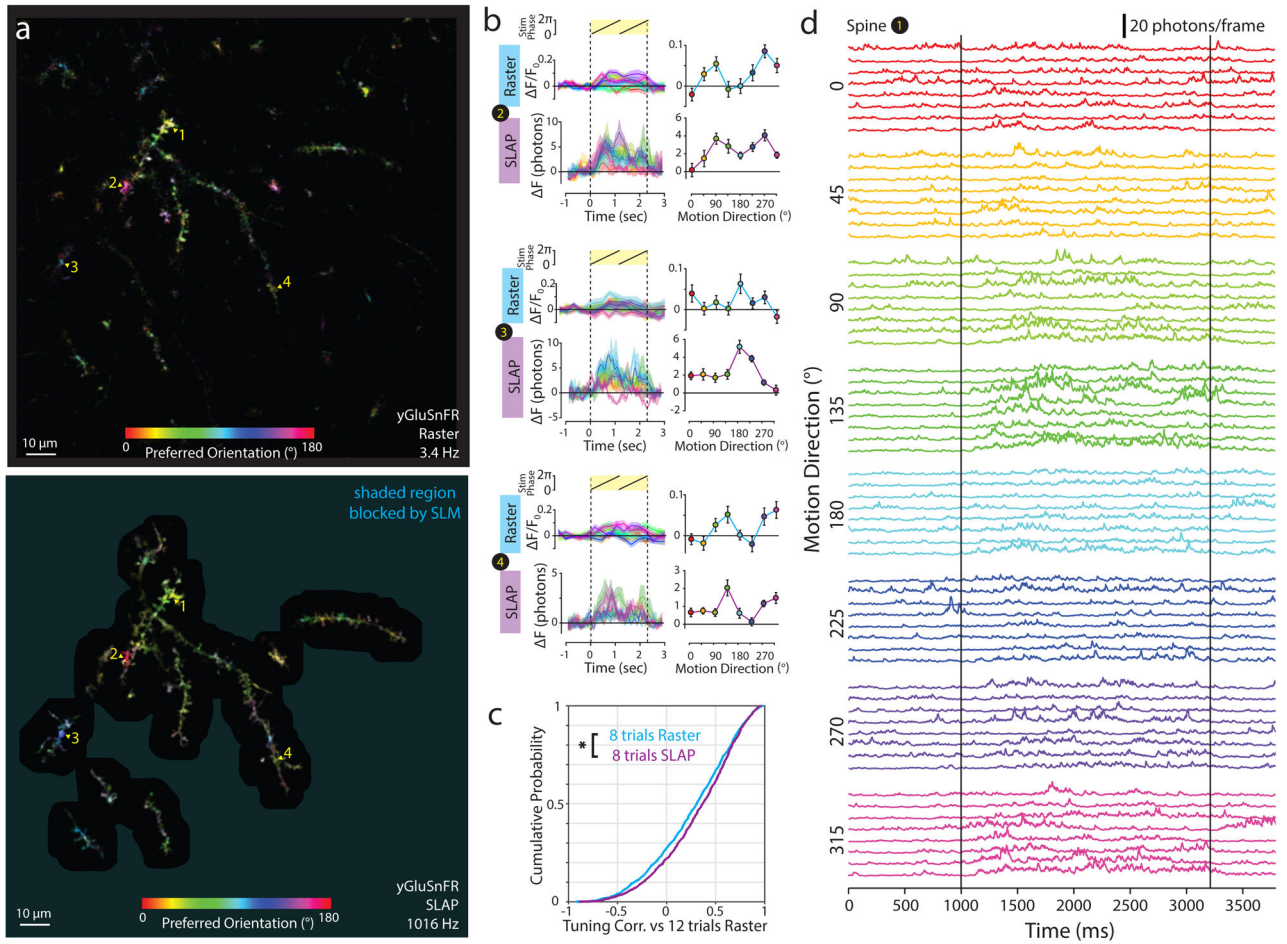 a
1
2
3
4
0
180
Preferred Orientation (°)
10 µm
yGluSnFR
Raster
3.4 Hz
shaded region
blocked by SLM
1
2
3
4
0
180
Preferred Orientation (°)
10 µm
yGluSnFR
SLAP
1016 Hz
b
Stim
Phase
2π
0
2
Raster
ΔF/F0
0.2
0
0.1
0
SLAP
ΔF (photons)
10
5
0
6
4
2
0
-1 0 1 2 3
Time (sec)
0 90 180 270
Motion Direction (°)
Stim
Phase
2π
0
3
Raster
ΔF/F0
0.2
0
0.1
0
SLAP
ΔF (photons)
10
5
0
-5
6
4
2
0
-2
-1 0 1 2 3
Time (sec)
0 90 180 270
Motion Direction (°)
Stim
Phase
2π
0
4
Raster
ΔF/F0
0.2
0
0.1
0
SLAP
ΔF (photons)
5
0
3
2
1
0
-1 0 1 2 3
Time (sec)
0 90 180 270
Motion Direction (°)
c
*
8 trials Raster
8 trials SLAP
Cumulative Probability
1
0.5
0
-1 -0.5 0 0.5 1
Tuning Corr. vs 12 trials Raster
d
Spine 1
20 photons/frame
Motion Direction (°)
0
45
90
135
180
225
270
315
0 500 1000 1500 2000 2500 3000 3500
Time (ms)